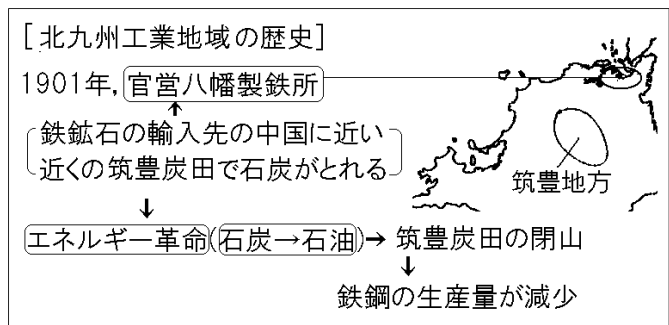 [北九州工業地域の歴史]
1901年,官営八幡製鉄所
鉄鉱石の輸入先の中国に近い
近くの筑豊炭田で石炭がとれる
筑豊地方
エネルギー革命(石炭→石油)→筑豊炭田の閉山
鉄鋼の生産量が減少